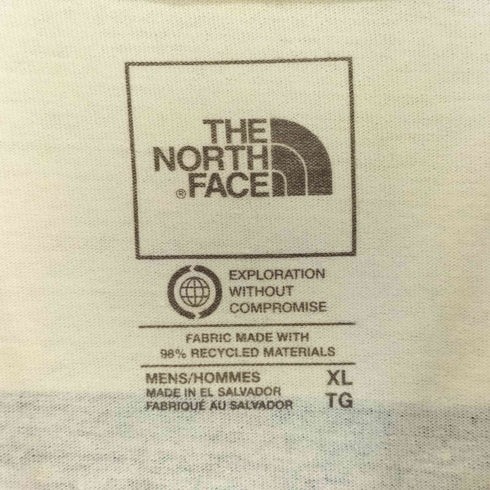 THE
NORTH
® FACE
EXPLORATION
WITHOUT
COMPROMISE
FABRIC MADE WITH
98% RECYCLED MATERIALS
MENS/HOMMES XL
MADE IN EL SALVADOR
FABRIQUÉ AU SALVADOR TG